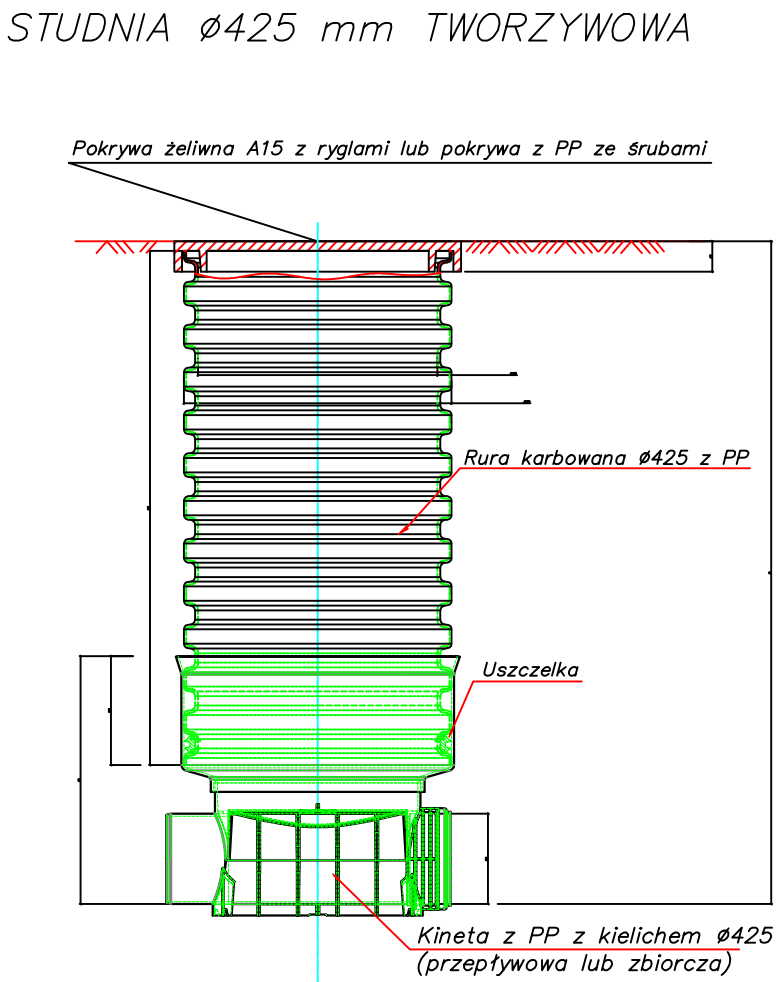 STUDNIA ø425 mm TWORZYWOWA
Pokrywa żeliwna A15 z ryglami lub pokrywa z PP ze śrubami
Rura karbowana ø425 z PP
Uszczelka
Kineta z PP z kielichem ø425
(przepływowa lub zbiorcza)